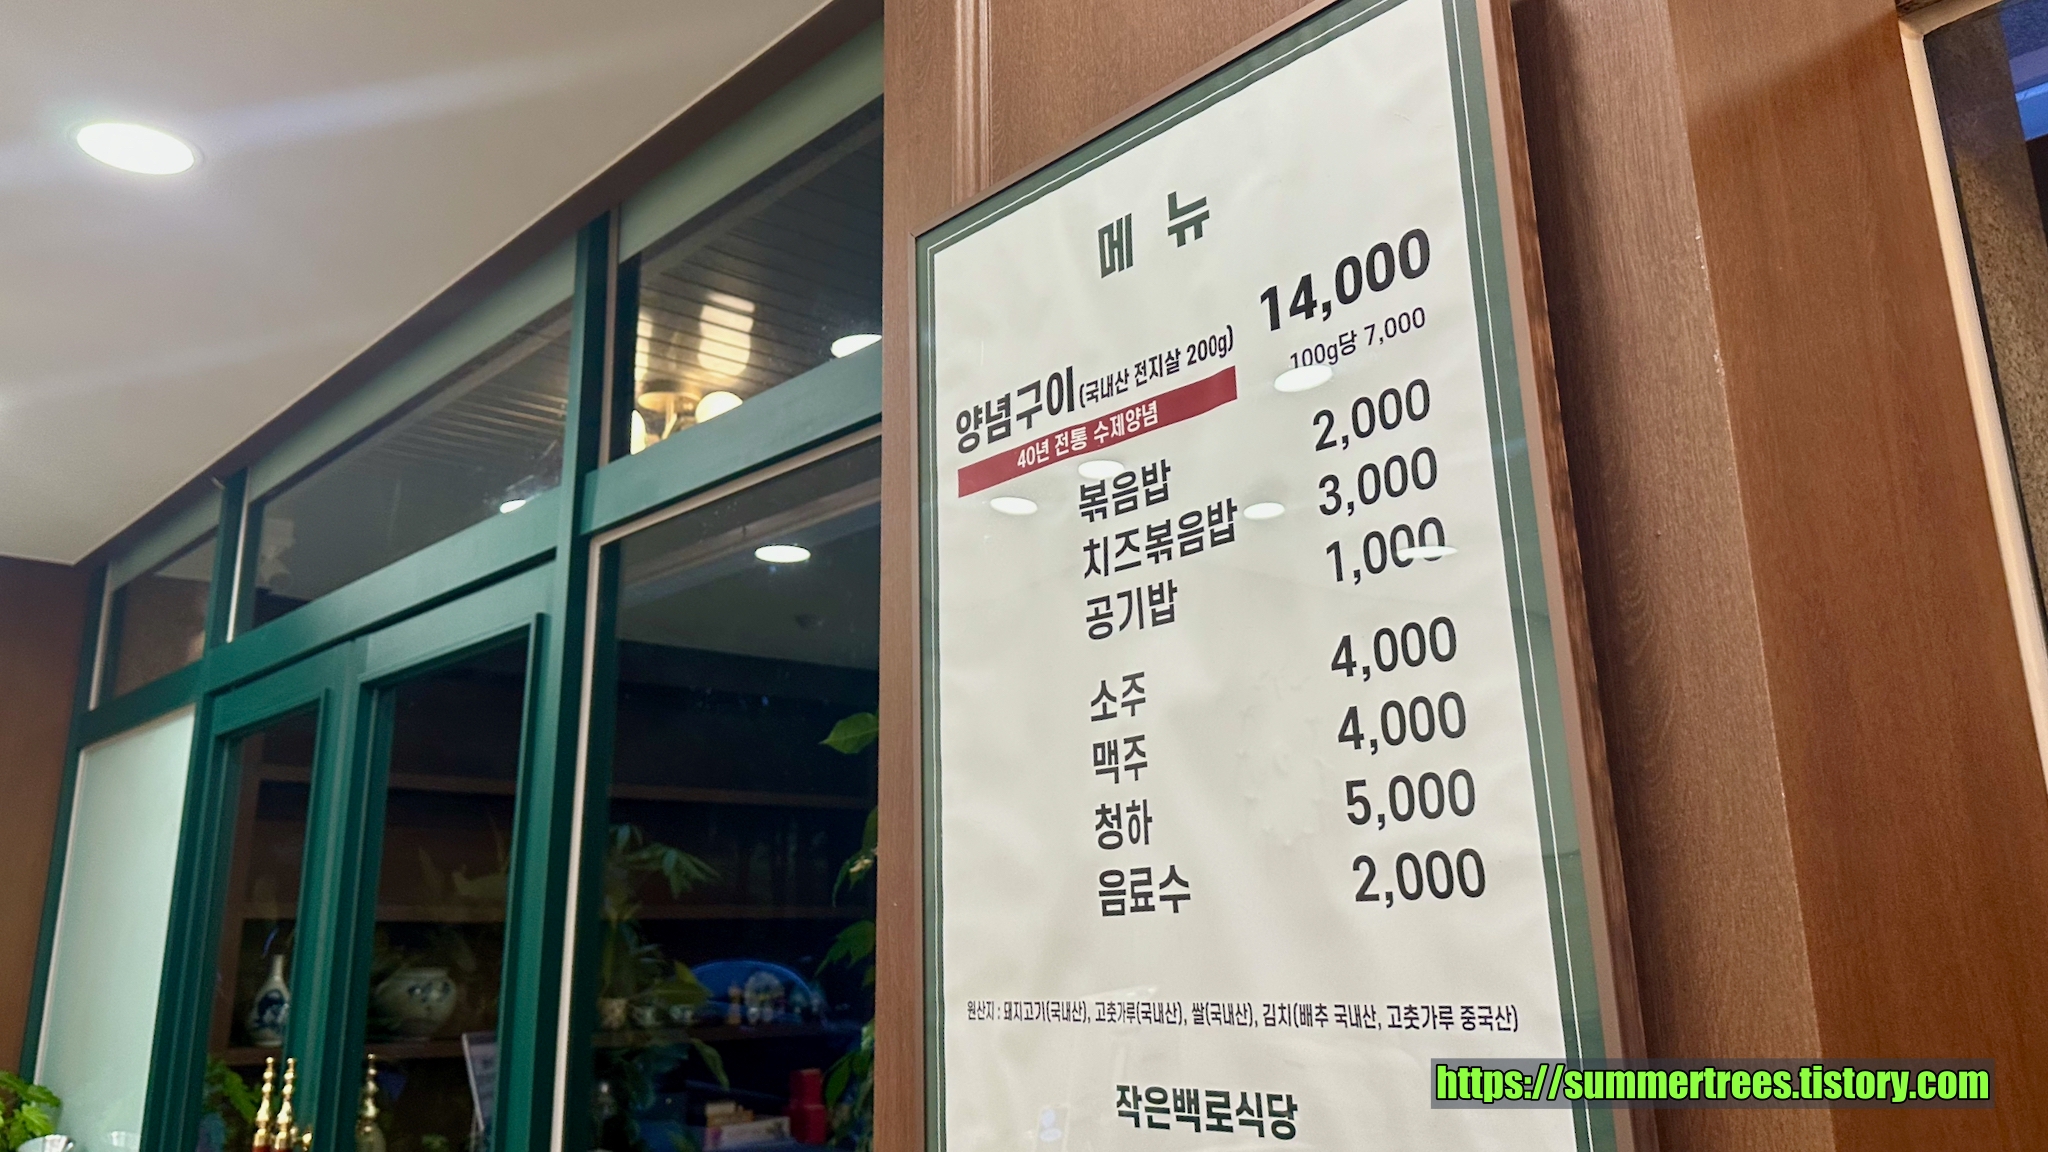 메뉴
양념구이(국내산 전지살 200g) 14,000
40년 전통 수제양념 100g당 7,000
볶음밥 2,000
치즈볶음밥 3,000
공기밥 1,000
소주 4,000
맥주 4,000
청하 5,000
음료수 2,000
원산지 : 돼지고기(국내산), 고춧가루(국내산), 쌀(국내산), 김치(배추 국내산, 고춧가루 중국산)
작은백로식당
https://summertrees.tistory.com